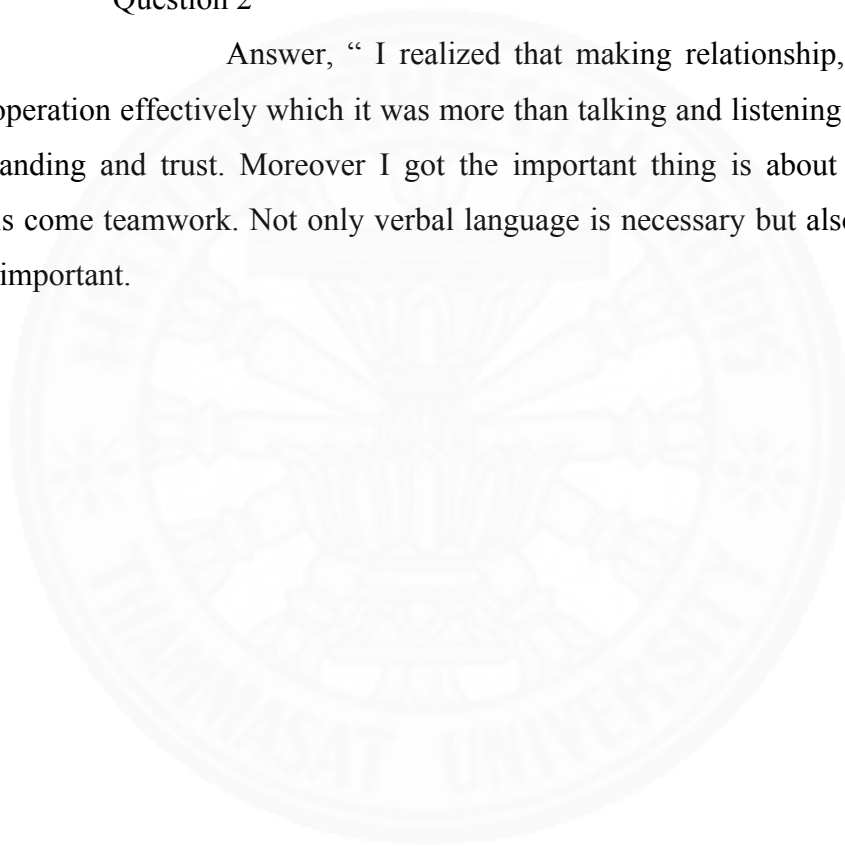 Question 2
Answer, “ I realized that making relationship,
operation effectively which it was more than talking and listening
anding and trust. Moreover I got the important thing is about
s come teamwork. Not only verbal language is necessary but also
important.
THAMMASAT UNIVERSITY